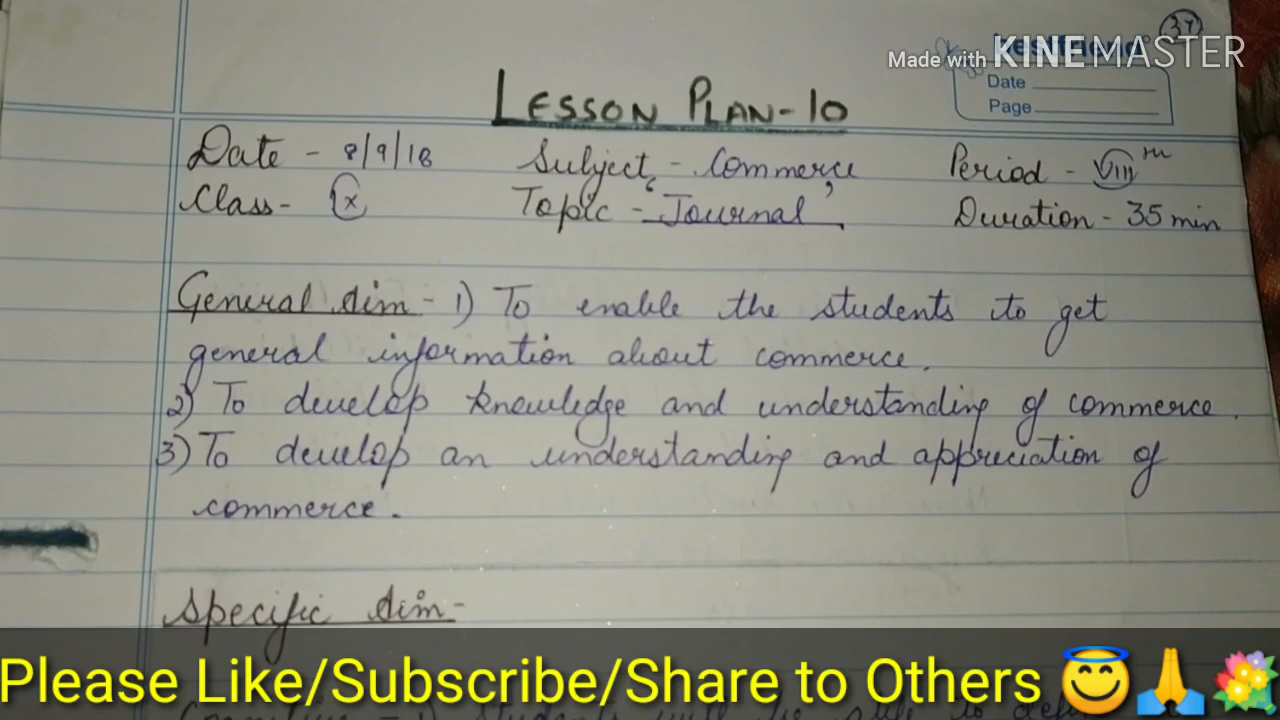 37
Made with KINEMASTER
Date
Page
LESSON PLAN-10
Date - 8/9/18 Subject - Commerce Period - VIII th
Class - X Topic - 'Journal' Duration - 35 min
General Aim - 1) To enable the students to get
general information about commerce.
2) To develop knowledge and understanding of commerce.
3) To develop an understanding and appreciation of
commerce.
Specific Aim -
Please Like/Subscribe/Share to Others 😇🙏💐